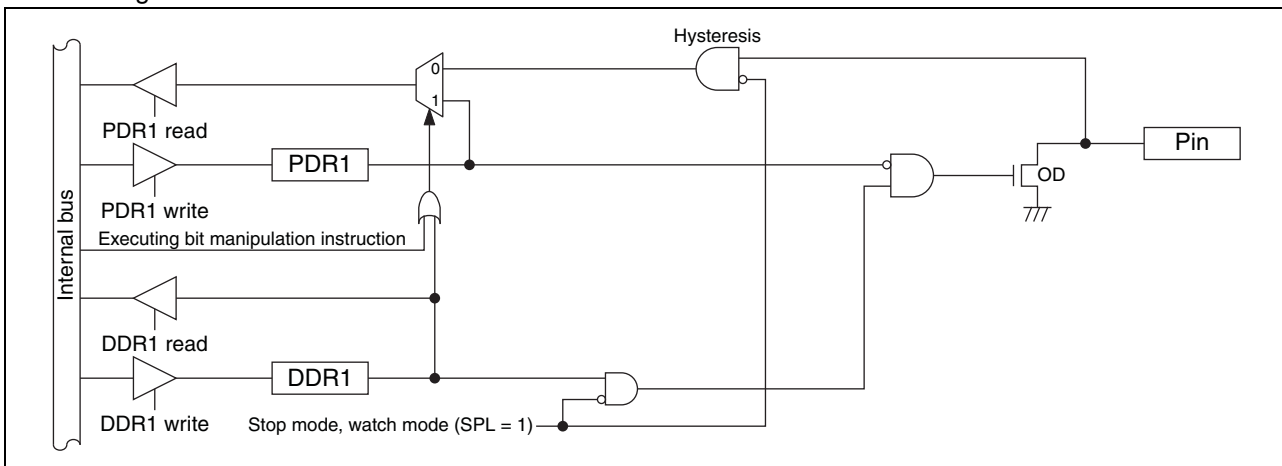 Hysteresis
0
1
PDR1 read
PDR1
Pin
OD
PDR1 write
Executing bit manipulation instruction
Internal bus
DDR1 read
DDR1
DDR1 write
Stop mode, watch mode (SPL = 1)